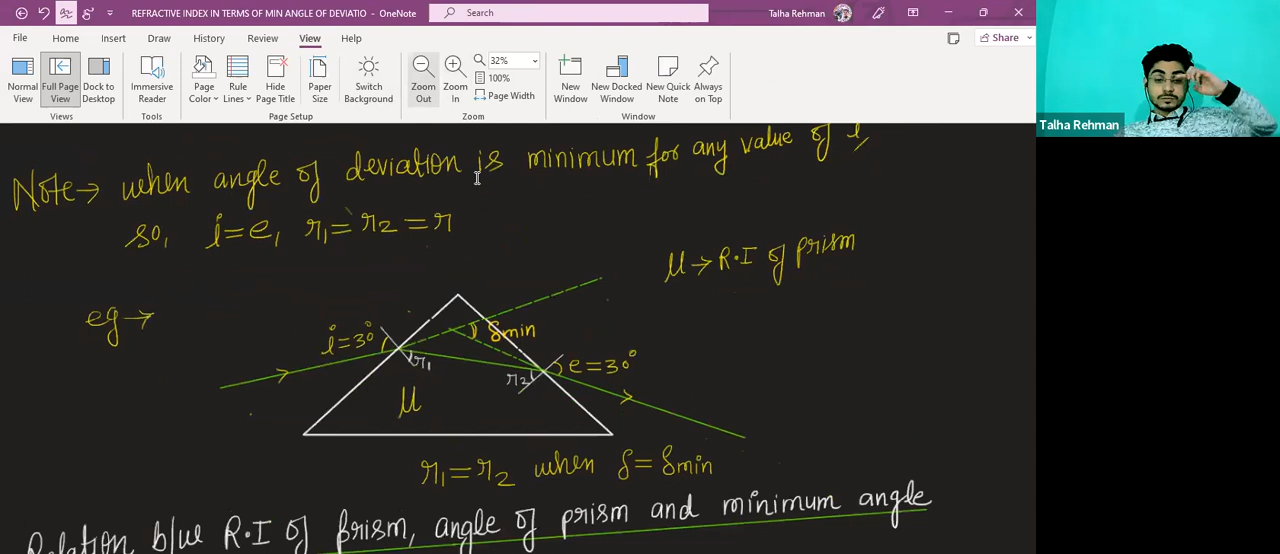 REFRACTIVE INDEX IN TERMS OF MIN ANGLE OF DEVIATIO - OneNote
Search
Talha Rehman
File Home Insert Draw History Review View Help
Share
Normal View
Full Page View
Dock to Desktop
Immersive Reader
Page Color
Rule Lines
Hide Page Title
Paper Size
Switch Background
Zoom Out
Zoom In
32%
100%
Page Width
New Window
New Docked Window
New Quick Note
Always on Top
Views Tools Page Setup Zoom Window
Talha Rehman
Note → when angle of deviation is minimum for any value of i,
so, i=e, r1=r2=r
μ → R.I of prism
eg →
i=30°
δmin
r1
r2
e=30°
μ
r1=r2 when δ=δmin
Relation b/w R.I of prism, angle of prism and minimum angle